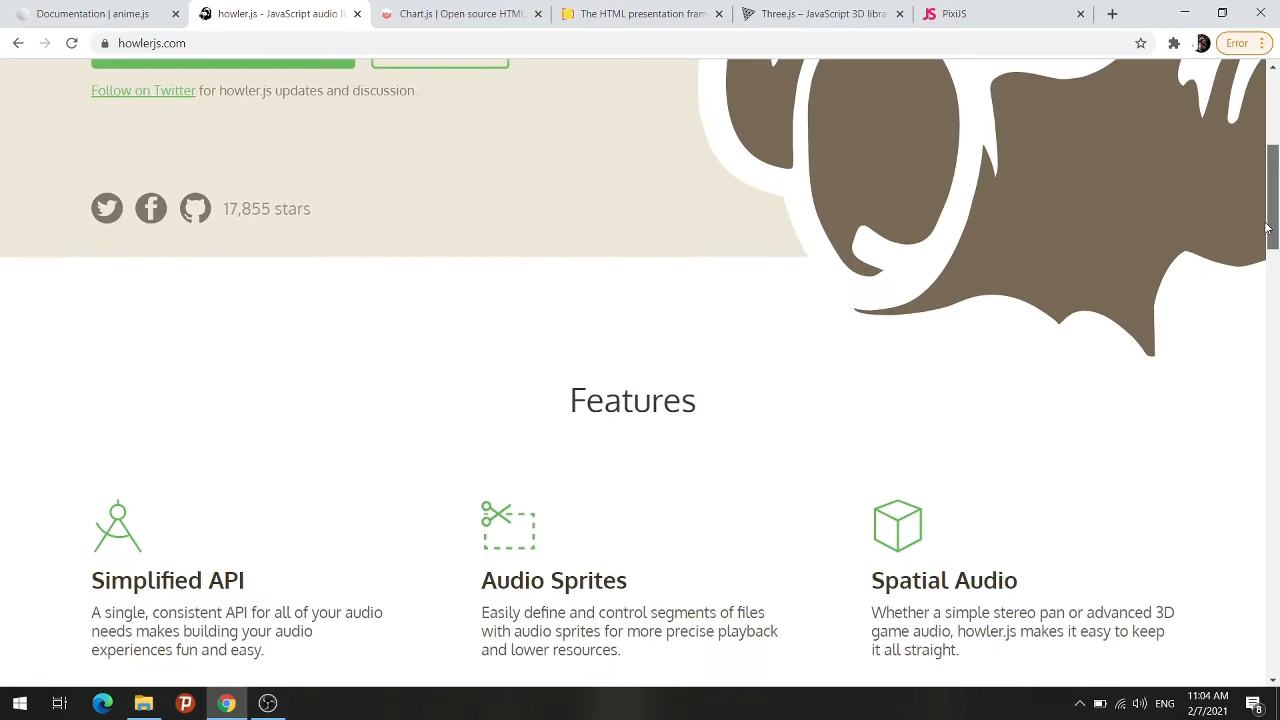 Documentation | anime.js
howler.js - JavaScript audio li
Chart.js | Open source HTML
The HTML presentation fram
Three.js – JavaScript 3D libra
JS PixiJS
howlerjs.com
Error
Follow on Twitter for howler.js updates and discussion.
17,855 stars
Features
Simplified API
A single, consistent API for all of your audio
needs makes building your audio
experiences fun and easy.
Audio Sprites
Easily define and control segments of files
with audio sprites for more precise playback
and lower resources.
Spatial Audio
Whether a simple stereo pan or advanced 3D
game audio, howler.js makes it easy to keep
it all straight.
ENG
11:04 AM
2/7/2021
8